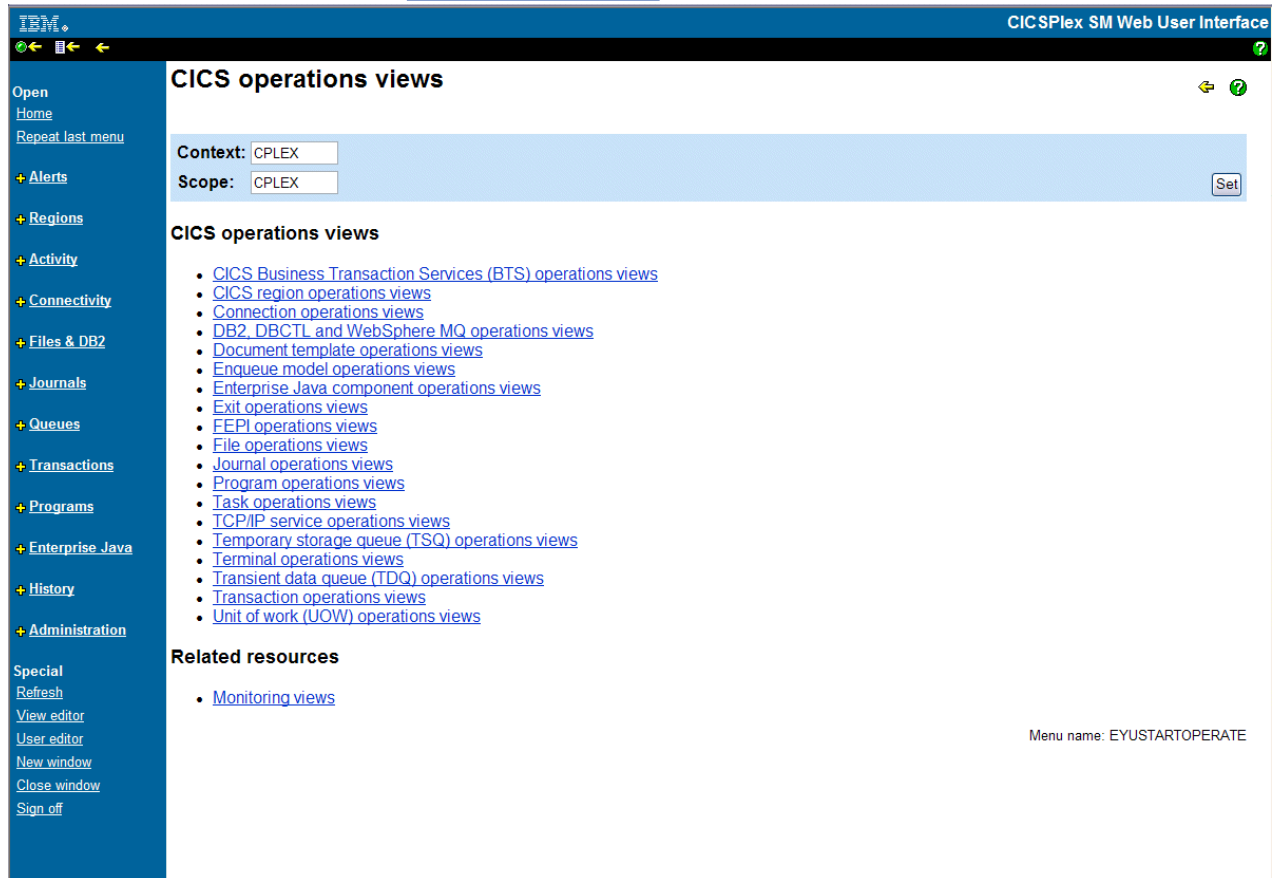 IBM.
CICSPlex SM Web User Interface
?
Open
Home
Repeat last menu
Alerts
Regions
Activity
Connectivity
Files & DB2
Journals
Queues
Transactions
Programs
Enterprise Java
History
Administration
Special
Refresh
View editor
User editor
New window
Close window
Sign off
CICS operations views
?
Context: CPLEX
Scope: CPLEX
Set
CICS operations views
CICS Business Transaction Services (BTS) operations views
CICS region operations views
Connection operations views
DB2, DBCTL and WebSphere MQ operations views
Document template operations views
Enqueue model operations views
Enterprise Java component operations views
Exit operations views
FEPI operations views
File operations views
Journal operations views
Program operations views
Task operations views
TCP/IP service operations views
Temporary storage queue (TSQ) operations views
Terminal operations views
Transient data queue (TDQ) operations views
Transaction operations views
Unit of work (UOW) operations views
Related resources
Monitoring views
Menu name: EYUSTARTOPERATE